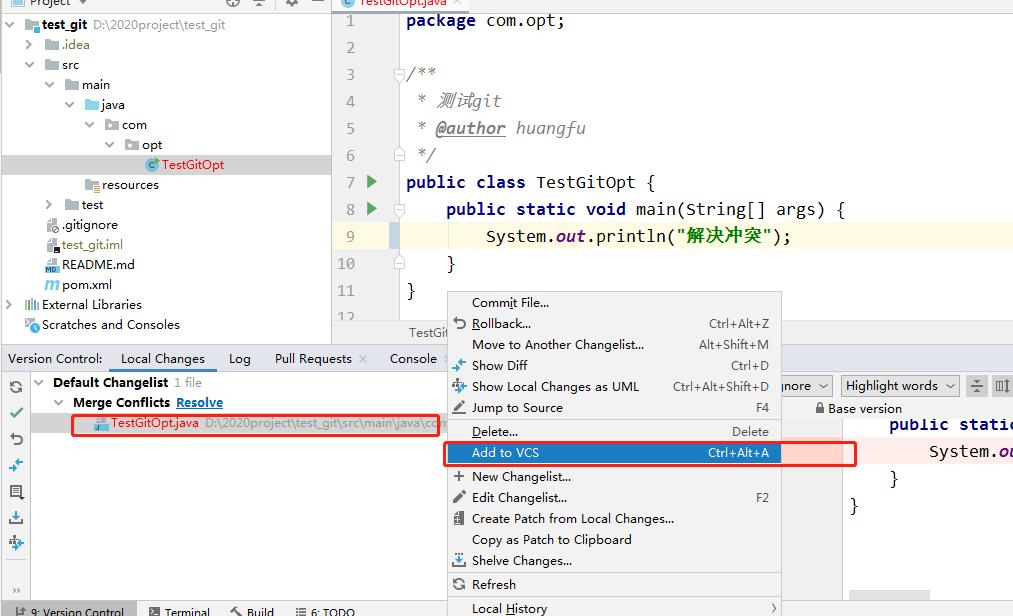 Project
test_git D:\2020project\test_git
.idea
src
main
java
com
opt
TestGitOpt
resources
test
.gitignore
test_git.iml
README.md
pom.xml
External Libraries
Scratches and Consoles
TestGitOpt.java
1 package com.opt;
2
3 /**
4 * 测试git
5 * @author huangfu
6 */
7 public class TestGitOpt {
8 public static void main(String[] args) {
9 System.out.println("解决冲突");
10 }
11 }
12
TestGit
Version Control: Local Changes Log Pull Requests Console
Default Changelist 1 file
Merge Conflicts Resolve
TestGitOpt.java D:\2020project\test_git\src\main\java\com
Commit File...
Rollback... Ctrl+Alt+Z
Move to Another Changelist... Alt+Shift+M
Show Diff Ctrl+D
Show Local Changes as UML Ctrl+Alt+Shift+D
Jump to Source F4
Delete... Delete
Add to VCS Ctrl+Alt+A
New Changelist...
Edit Changelist... F2
Create Patch from Local Changes...
Copy as Patch to Clipboard
Shelve Changes...
Refresh
Local History
Highlight words
Base version
public stati
System.ou
}
}
9: Version Control Terminal Build 6: TODO